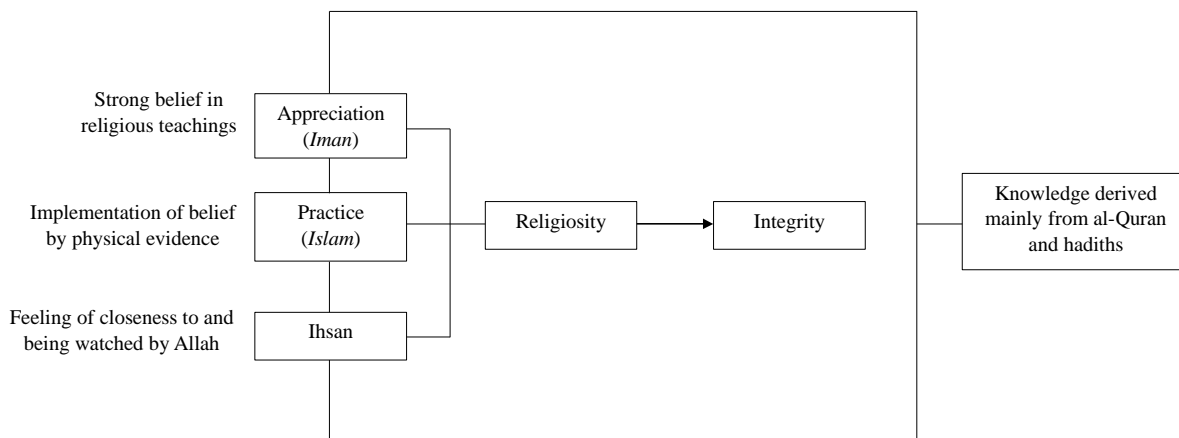 Strong belief in
religious teachings
Appreciation
(Iman)
Implementation of belief
by physical evidence
Practice
(Islam)
Feeling of closeness to and
being watched by Allah
Ihsan
Religiosity
Integrity
Knowledge derived
mainly from al-Quran
and hadiths